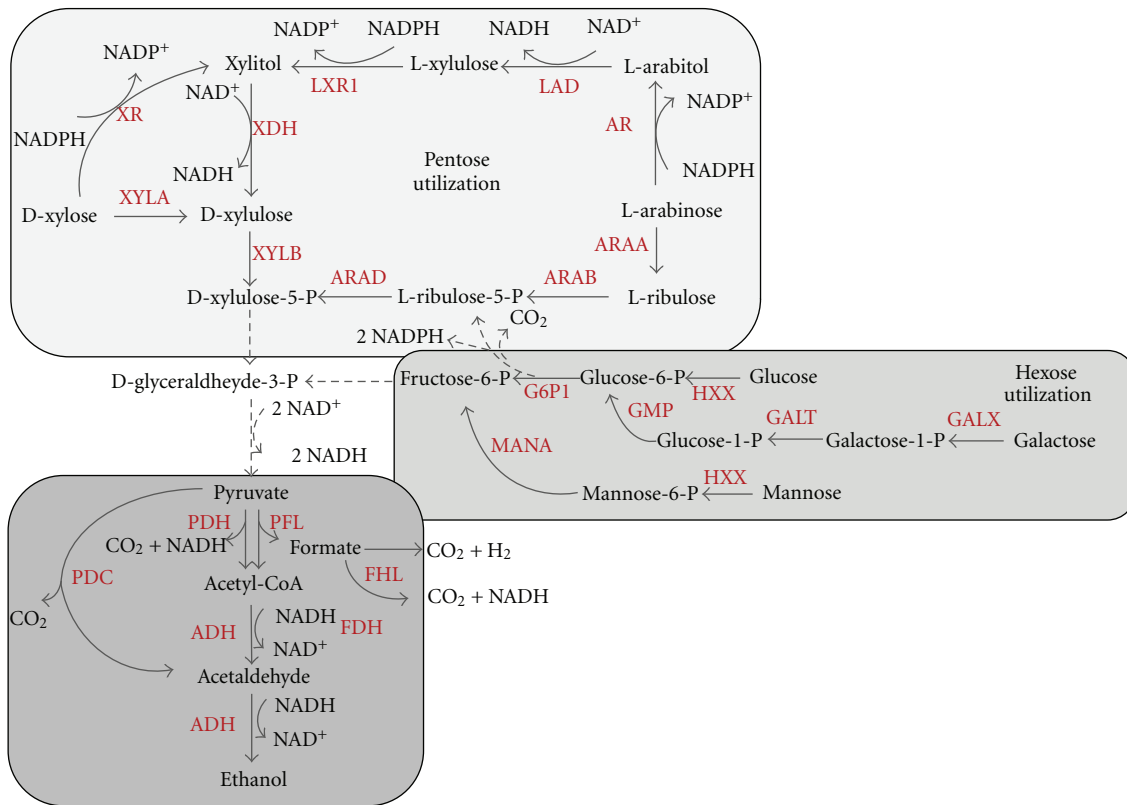 NADP+
NADPH
NADH
NAD+
NADP+
Xylitol
L-xylulose
L-arabitol
LXR1
LAD
NAD+
NADP+
XR
XDH
AR
NADPH
Pentose
utilization
NADH
NADPH
XYLA
D-xylose
D-xylulose
L-arabinose
XYLB
ARAA
ARAD
ARAB
D-xylulose-5-P
L-ribulose-5-P
L-ribulose
CO2
2 NADPH
D-glyceraldheyde-3-P
Fructose-6-P
Glucose-6-P
Glucose
Hexose
utilization
G6P1
HXX
2 NAD+
GMP
GALT
GALX
MANA
Glucose-1-P
Galactose-1-P
Galactose
2 NADH
HXX
Pyruvate
Mannose-6-P
Mannose
PDH
PFL
CO2 + NADH
Formate
CO2 + H2
PDC
Acetyl-CoA
FHL
CO2 + NADH
CO2
NADH
ADH
FDH
NAD+
Acetaldehyde
NADH
ADH
NAD+
Ethanol